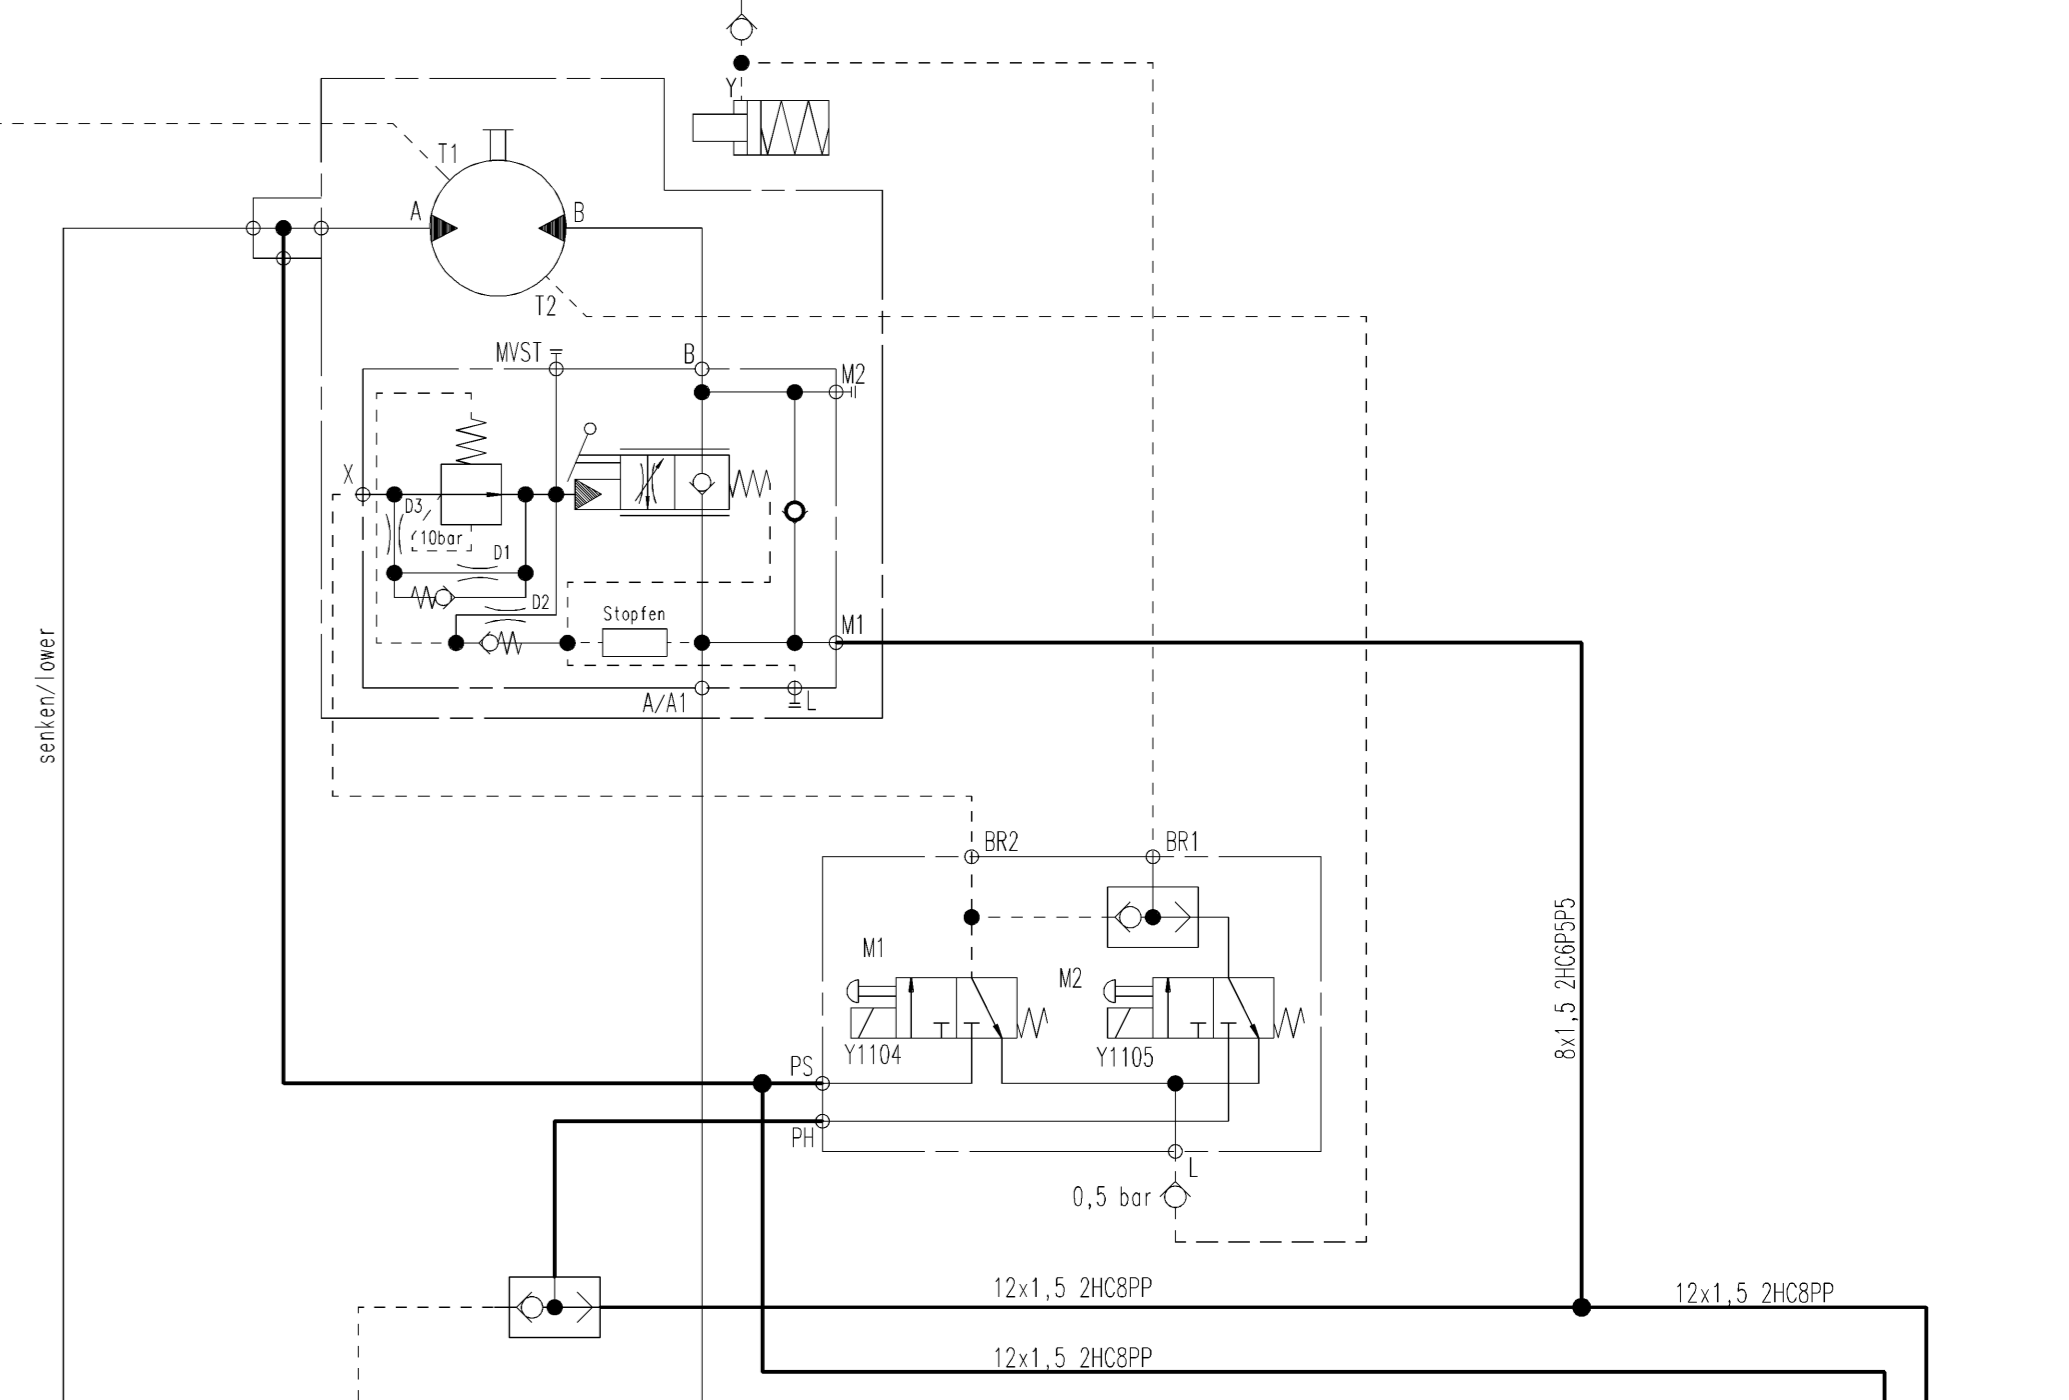 Y
T1
A
B
T2
MVST
B
M2
X
D3
10bar
D1
D2
Stopfen
M1
A/A1
L
senken/lower
BR2
BR1
M1
M2
8x1,5 2HC6P5P5
Y1104
Y1105
PS
PH
L
0,5 bar
12x1,5 2HC8PP
12x1,5 2HC8PP
12x1,5 2HC8PP